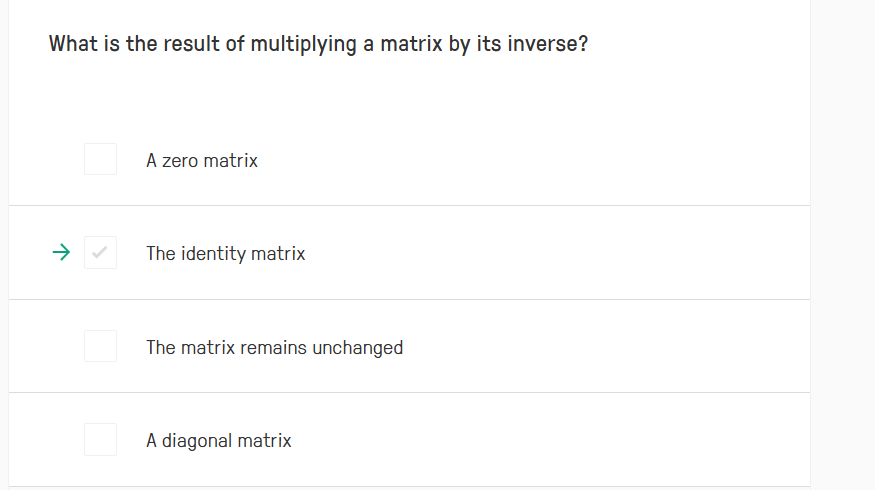 What is the result of multiplying a matrix by its inverse?
A zero matrix
The identity matrix
The matrix remains unchanged
A diagonal matrix